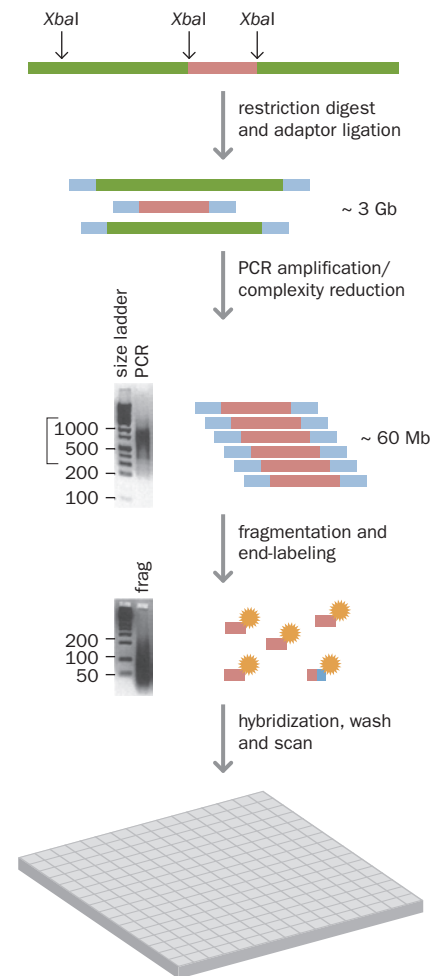 XbaI XbaI XbaI
restriction digest
and adaptor ligation
~ 3 Gb
PCR amplification/
complexity reduction
size ladder
PCR
1000
500
200
100
~ 60 Mb
fragmentation and
end-labeling
frag
200
100
50
hybridization, wash
and scan